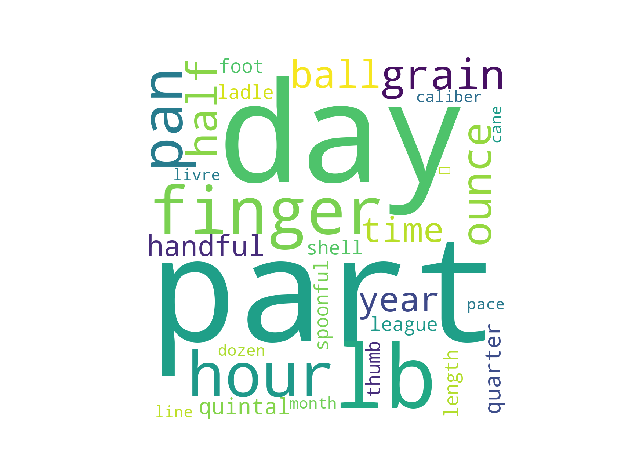 foot
ball
grain
pan
half
ladle
day
caliber
cane
livre
ounce
finger
time
handful
shell
part
spoonful
year
pace
league
hour
lb
dozen
thumb
length
quarter
line
quintal
month